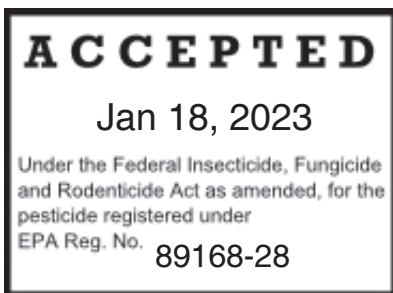 ACCEPTED
Jan 18, 2023
Under the Federal Insecticide, Fungicide
and Rodenticide Act as amended, for the
pesticide registered under
EPA Reg. No. 89168-28